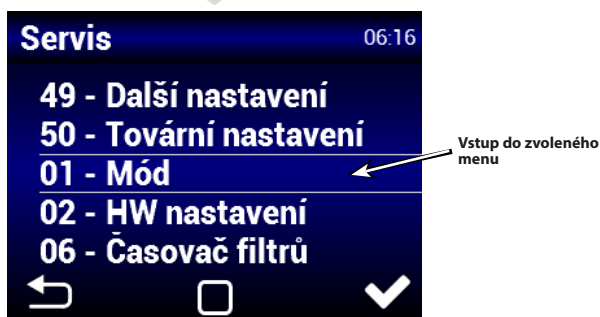 Servis 06:16
49 - Další nastavení
50 - Tovární nastavení
01 - Mód
Vstup do zvoleného
menu
02 - HW nastavení
06 - Časovač filtrů